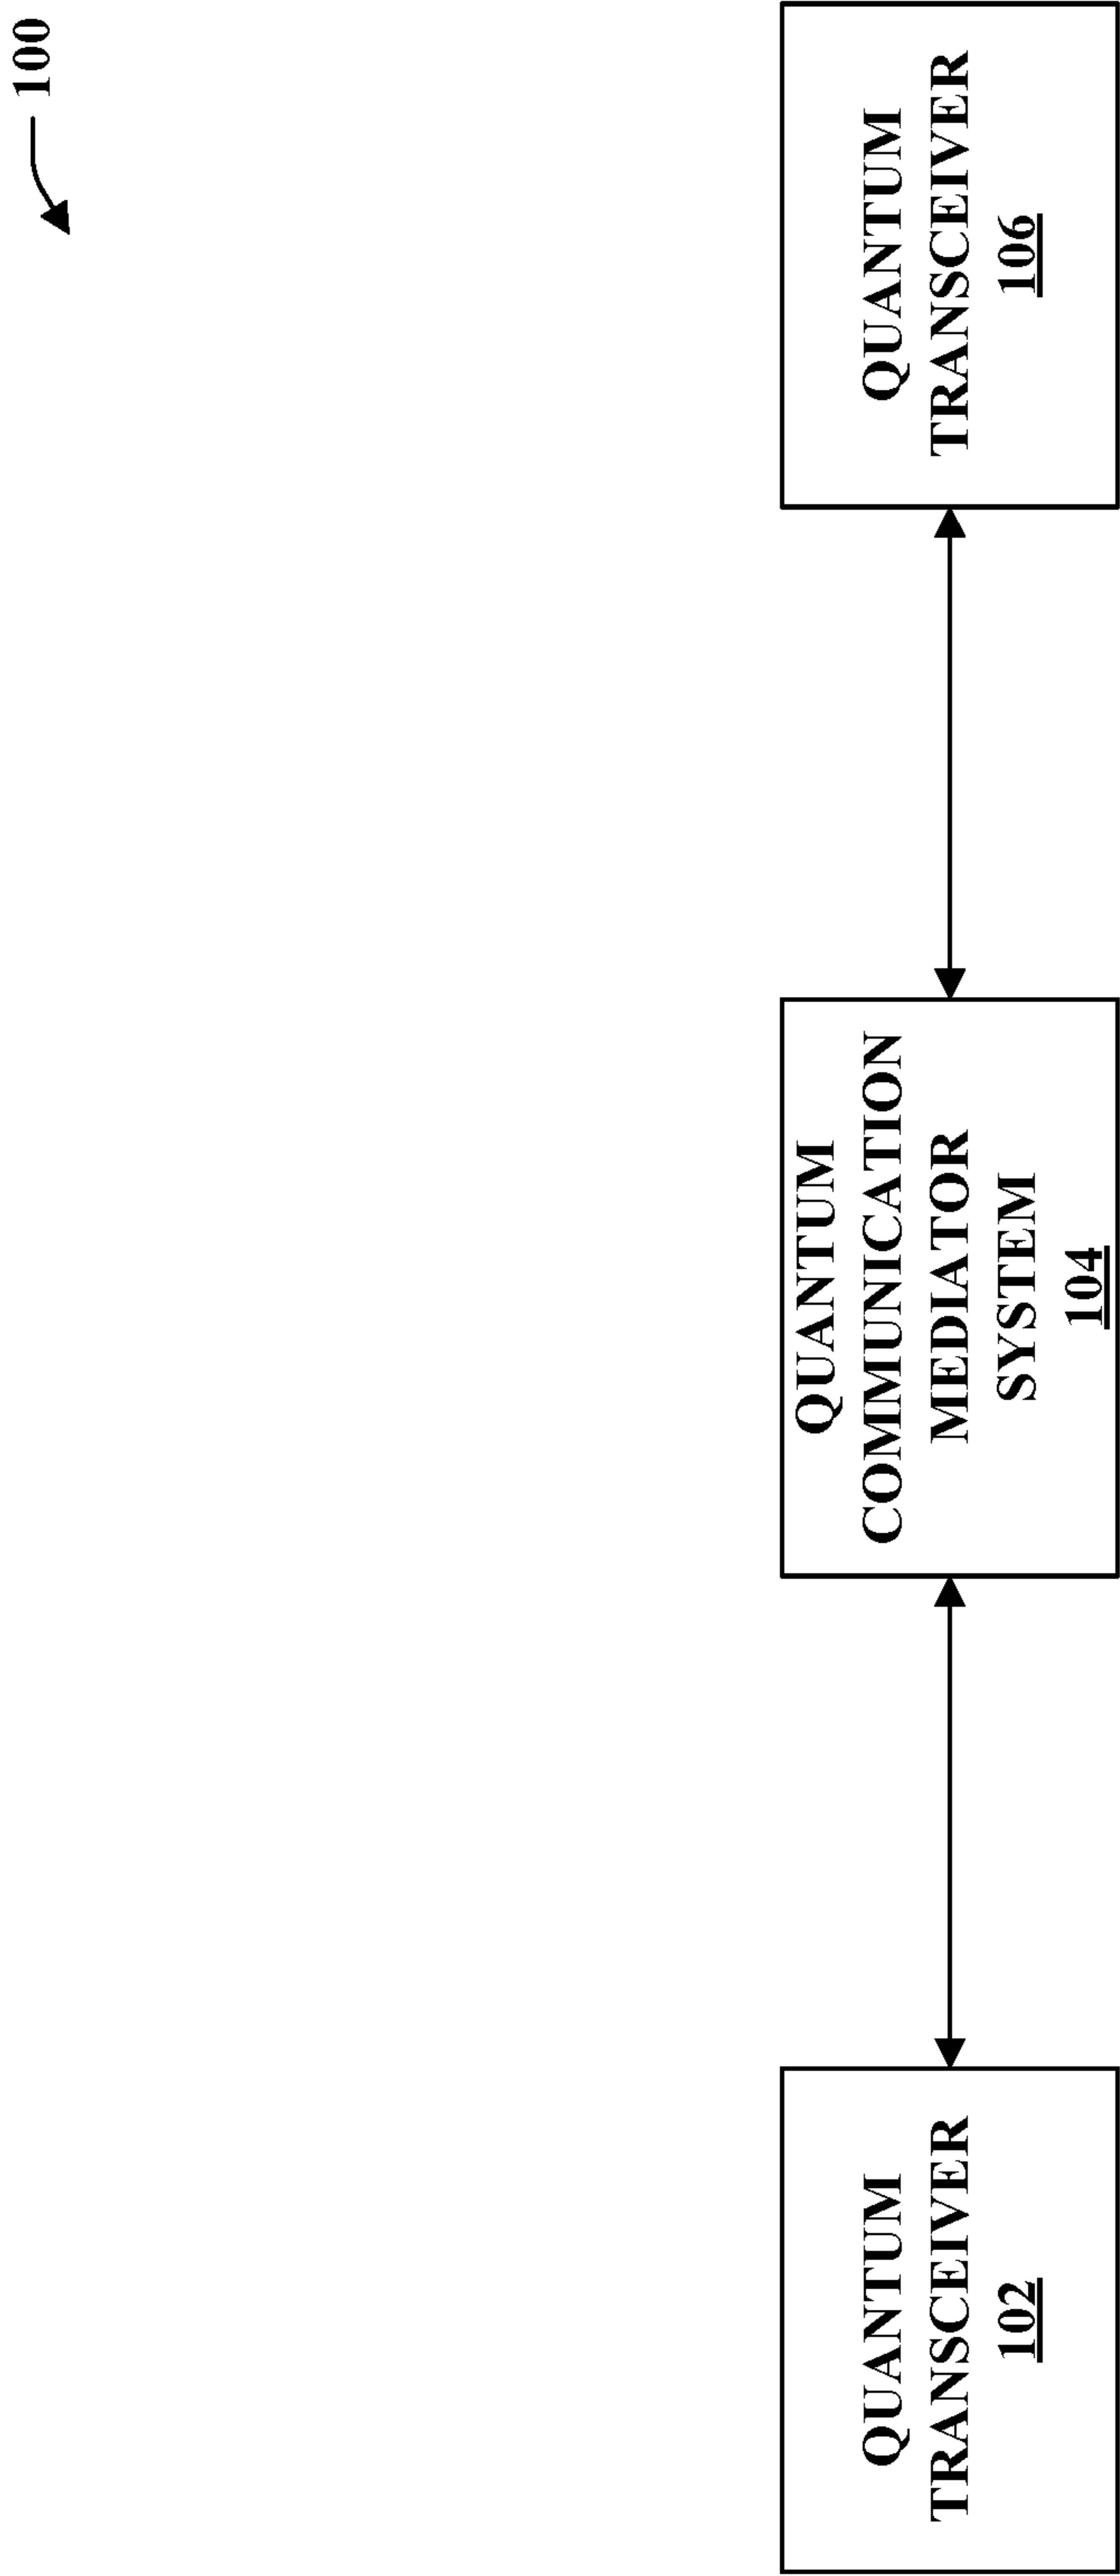 100
QUANTUM
TRANSCEIVER
102
QUANTUM
COMMUNICATION
MEDIATOR
SYSTEM
104
QUANTUM
TRANSCEIVER
106